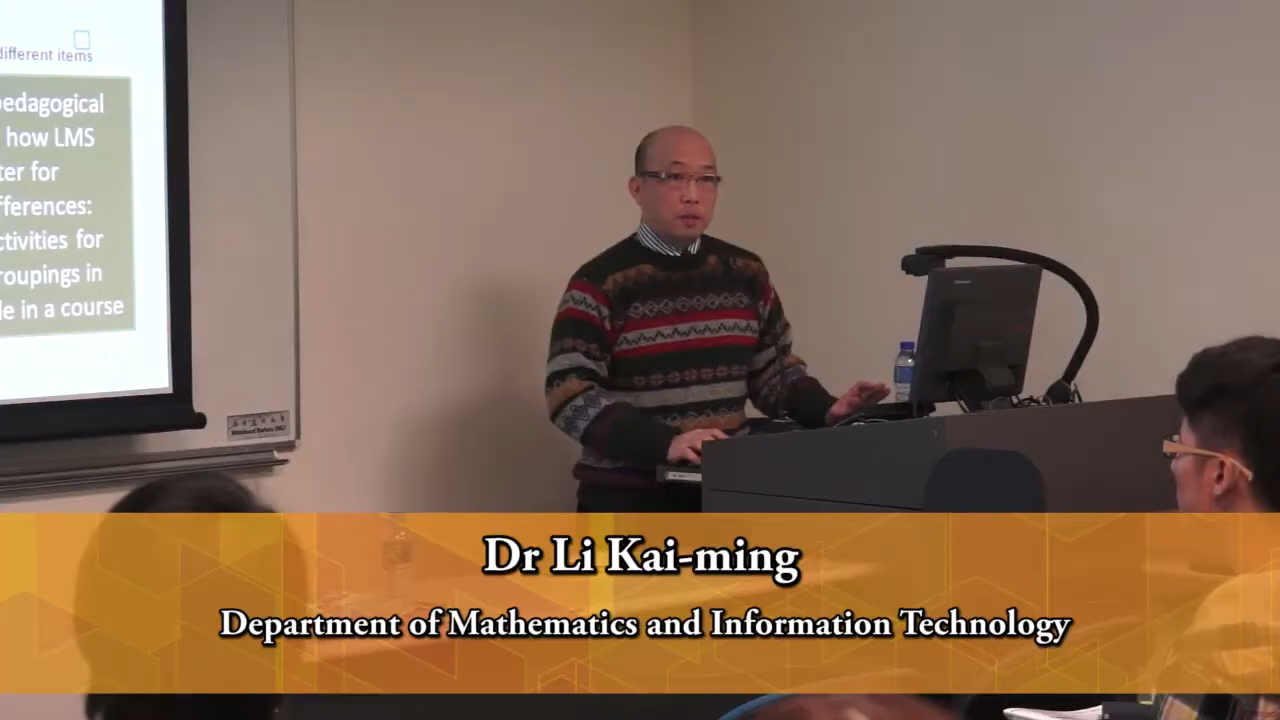 different items
pedagogical
how LMS
ter for
fferences:
ctivities for
roupings in
le in a course
Dr Li Kai-ming
Department of Mathematics and Information Technology